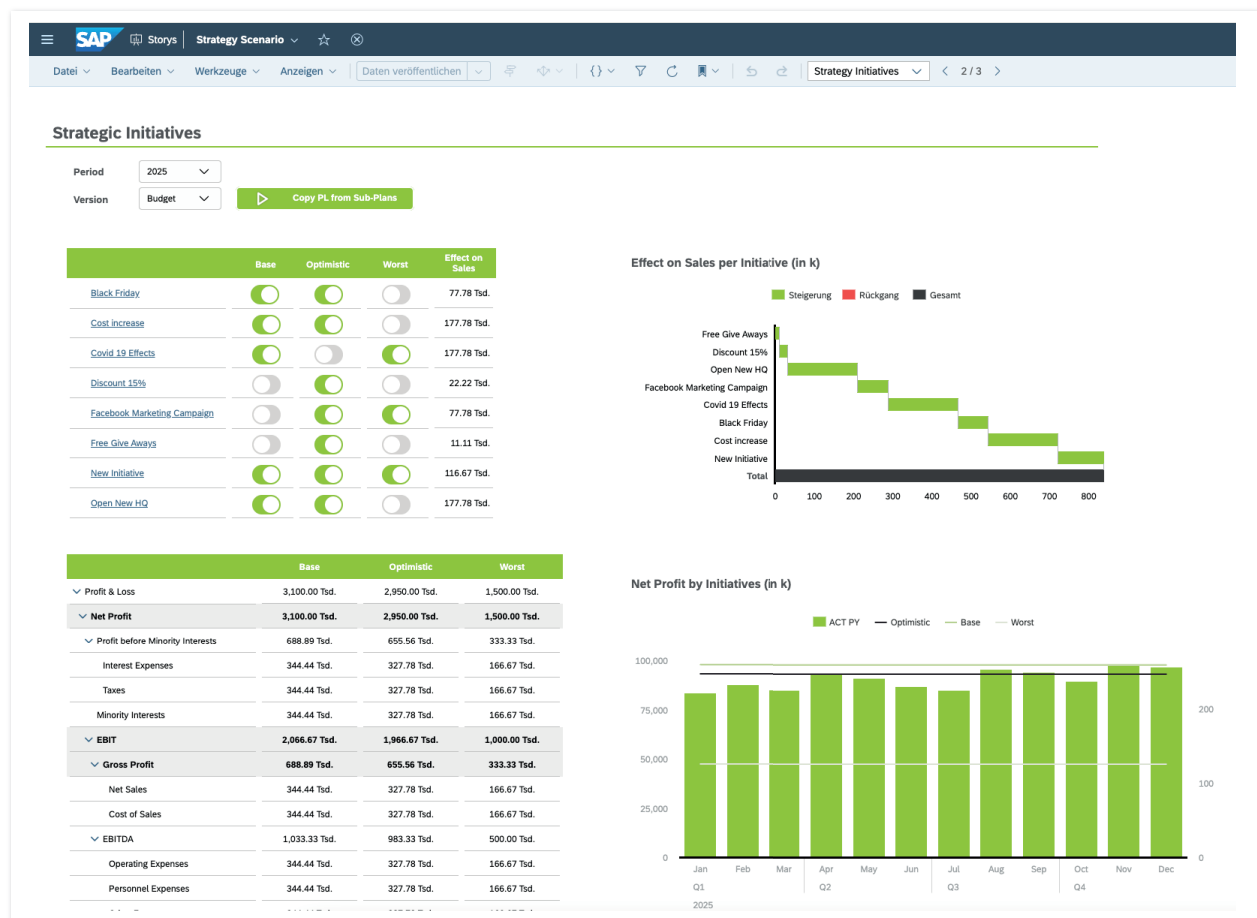 SAP Storys Strategy Scenario
Datei Bearbeiten Werkzeuge Anzeigen Daten veröffentlichen {} Strategy Initiatives 2 / 3
Strategic Initiatives
Period 2025
Version Budget Copy PL from Sub-Plans
Base Optimistic Worst Effect on Sales
Black Friday 77.78 Tsd.
Cost increase 177.78 Tsd.
Covid 19 Effects 177.78 Tsd.
Discount 15% 22.22 Tsd.
Facebook Marketing Campaign 77.78 Tsd.
Free Give Aways 11.11 Tsd.
New Initiative 116.67 Tsd.
Open New HQ 177.78 Tsd.
Effect on Sales per Initiative (in k)
Steigerung Rückgang Gesamt
Free Give Aways
Discount 15%
Open New HQ
Facebook Marketing Campaign
Covid 19 Effects
Black Friday
Cost increase
New Initiative
Total
0 100 200 300 400 500 600 700 800
Base Optimistic Worst
Profit & Loss 3,100.00 Tsd. 2,950.00 Tsd. 1,500.00 Tsd.
Net Profit 3,100.00 Tsd. 2,950.00 Tsd. 1,500.00 Tsd.
Profit before Minority Interests 688.89 Tsd. 655.56 Tsd. 333.33 Tsd.
Interest Expenses 344.44 Tsd. 327.78 Tsd. 166.67 Tsd.
Taxes 344.44 Tsd. 327.78 Tsd. 166.67 Tsd.
Minority Interests 344.44 Tsd. 327.78 Tsd. 166.67 Tsd.
EBIT 2,066.67 Tsd. 1,966.67 Tsd. 1,000.00 Tsd.
Gross Profit 688.89 Tsd. 655.56 Tsd. 333.33 Tsd.
Net Sales 344.44 Tsd. 327.78 Tsd. 166.67 Tsd.
Cost of Sales 344.44 Tsd. 327.78 Tsd. 166.67 Tsd.
EBITDA 1,033.33 Tsd. 983.33 Tsd. 500.00 Tsd.
Operating Expenses 344.44 Tsd. 327.78 Tsd. 166.67 Tsd.
Personnel Expenses 344.44 Tsd. 327.78 Tsd. 166.67 Tsd.
Net Profit by Initiatives (in k)
ACT PY Optimistic Base Worst
100,000
75,000 200
50,000
100
25,000
0 0
Jan Feb Mar Apr May Jun Jul Aug Sep Oct Nov Dec
Q1 Q2 Q3 Q4
2025